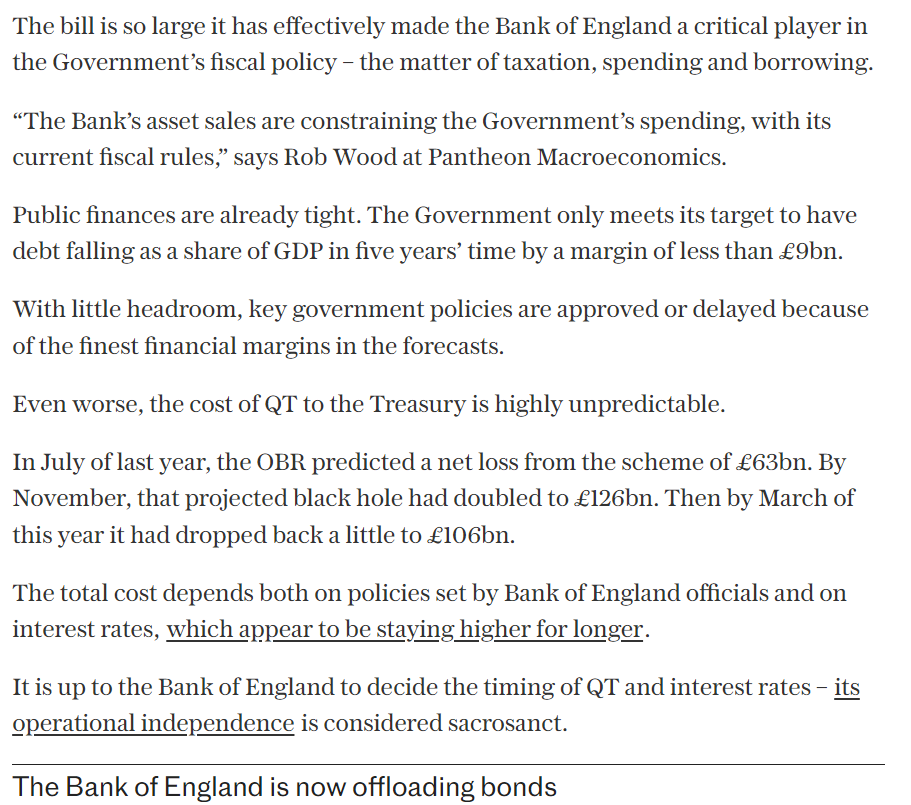 The bill is so large it has effectively made the Bank of England a critical player in
the Government’s fiscal policy – the matter of taxation, spending and borrowing.
“The Bank’s asset sales are constraining the Government’s spending, with its
current fiscal rules,” says Rob Wood at Pantheon Macroeconomics.
Public finances are already tight. The Government only meets its target to have
debt falling as a share of GDP in five years’ time by a margin of less than £9bn.
With little headroom, key government policies are approved or delayed because
of the finest financial margins in the forecasts.
Even worse, the cost of QT to the Treasury is highly unpredictable.
In July of last year, the OBR predicted a net loss from the scheme of £63bn. By
November, that projected black hole had doubled to £126bn. Then by March of
this year it had dropped back a little to £106bn.
The total cost depends both on policies set by Bank of England officials and on
interest rates, which appear to be staying higher for longer.
It is up to the Bank of England to decide the timing of QT and interest rates – its
operational independence is considered sacrosanct.
The Bank of England is now offloading bonds